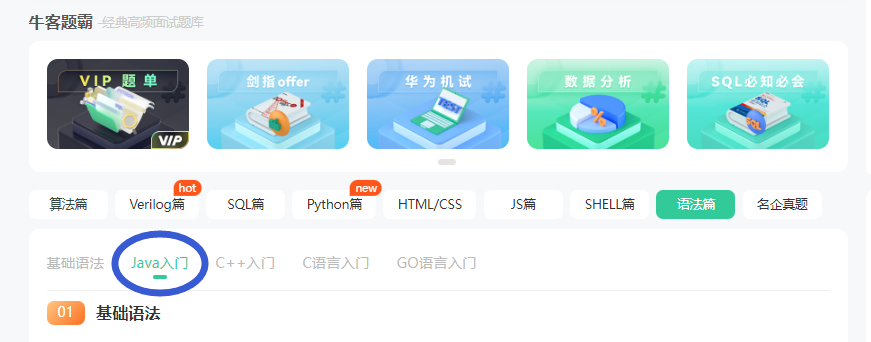 牛客题霸 -经典高频面试题库
VIP 题单
VIP
剑指offer
华为机试
TEST
数据分析
%
SQL必知必会
SQL
hot
new
算法篇 Verilog篇 SQL篇 Python篇 HTML/CSS JS篇 SHELL篇 语法篇 名企真题
基础语法 Java入门 C++入门 C语言入门 GO语言入门
01 基础语法